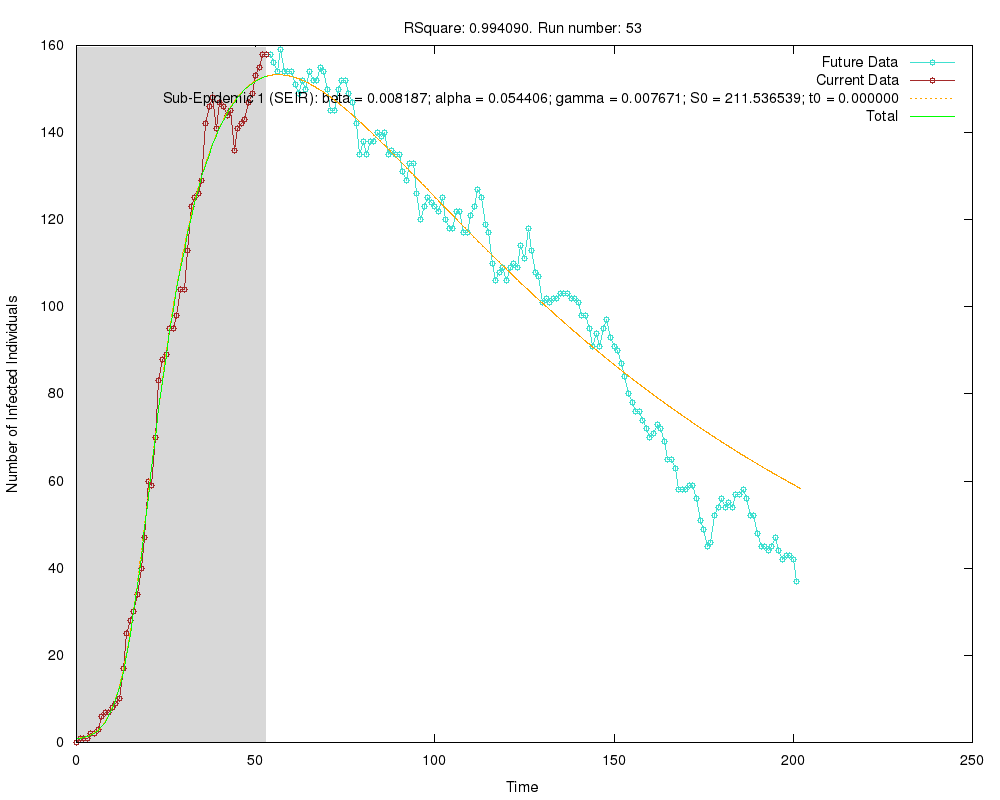 RSquare: 0.994090. Run number: 53
Future Data
Current Data
Sub-Epidemic 1 (SEIR): beta = 0.008187; alpha = 0.054406; gamma = 0.007671; S0 = 211.536539; t0 = 0.000000
Total
160
140
120
100
80
60
40
20
0
Number of Infected Individuals
0 50 100 150 200 250
Time